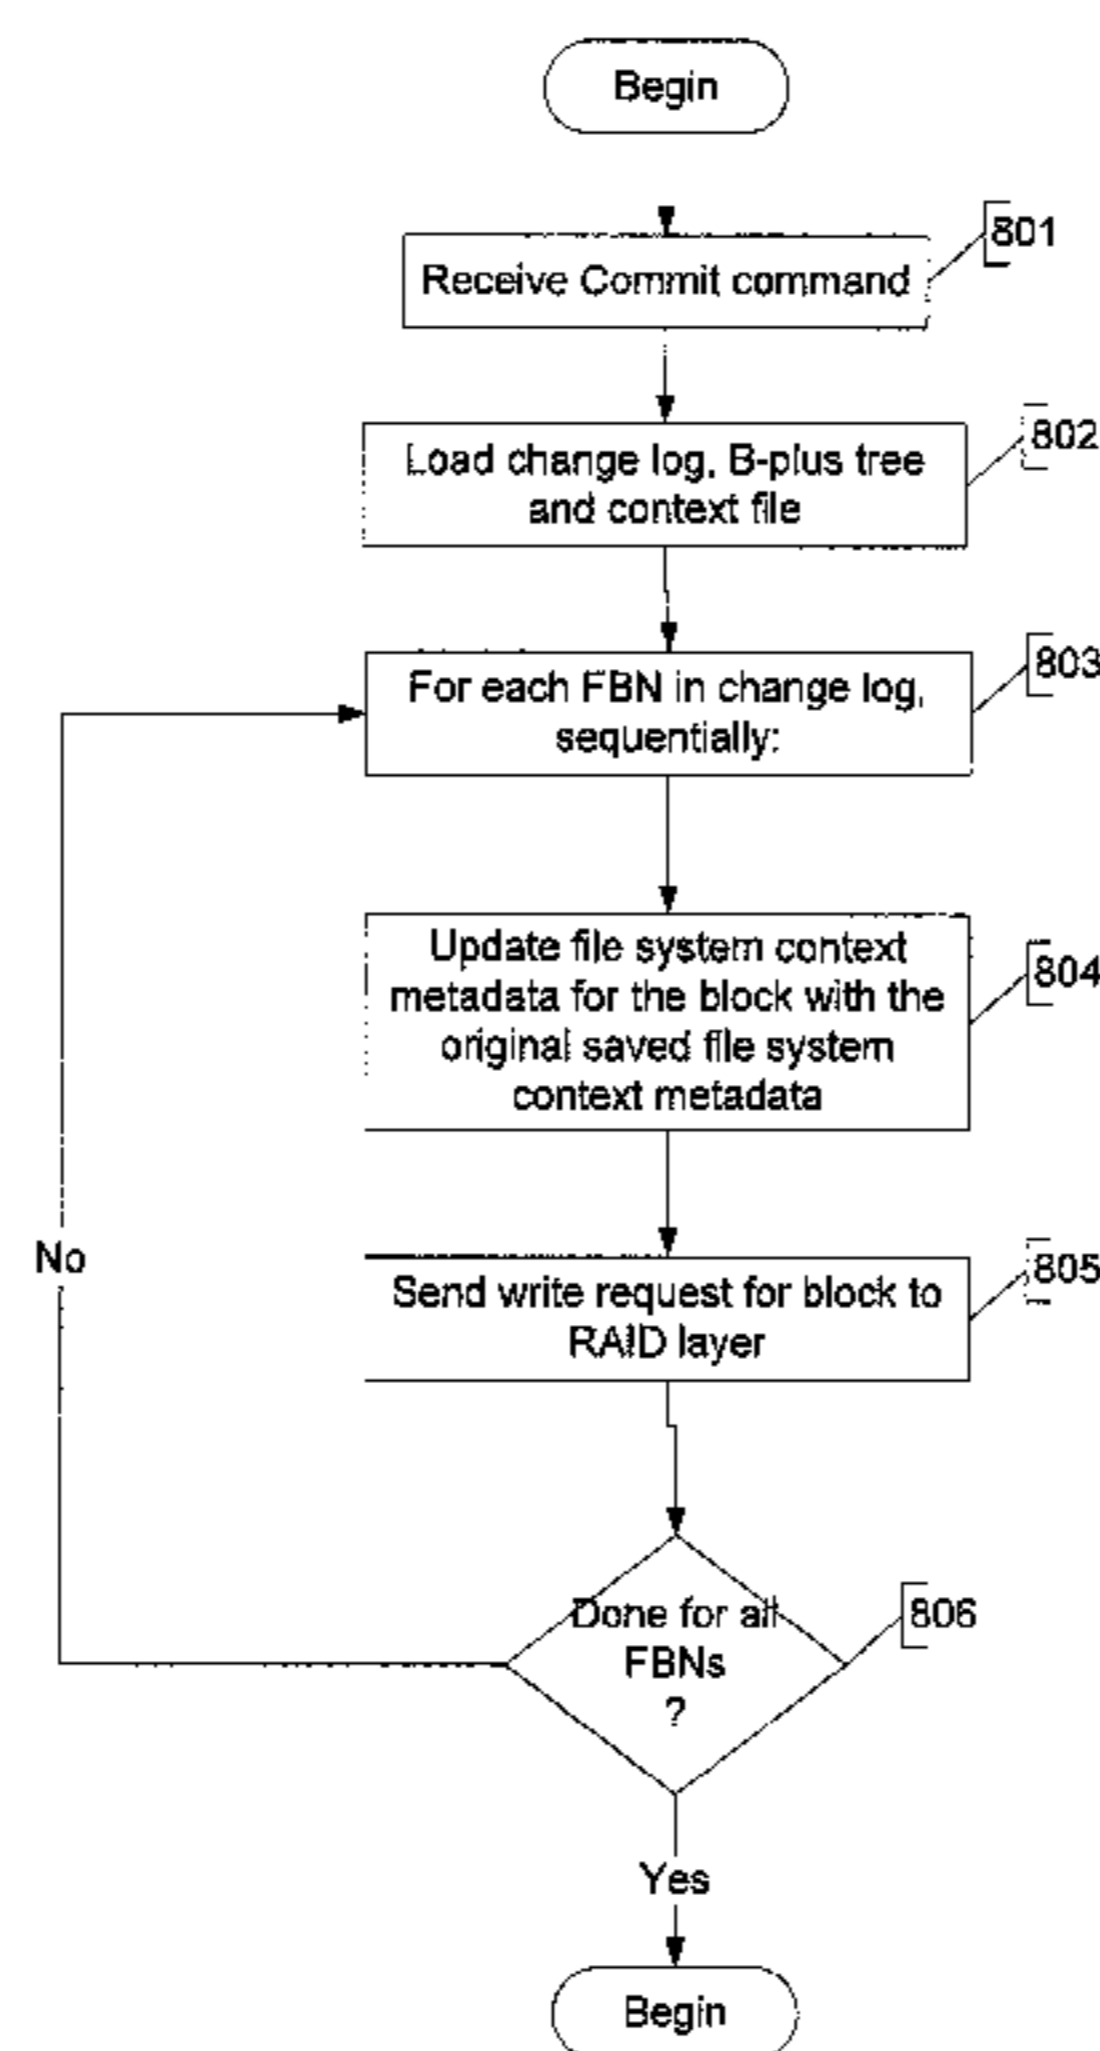 Begin
801
Receive Commit command
802
Load change log, B-plus tree
and context file
803
For each FBN in change log,
sequentially:
804
Update file system context
metadata for the block with the
original saved file system
context metadata
No
805
Send write request for block to
RAID layer
806
Done for all
FBNs
?
Yes
Begin